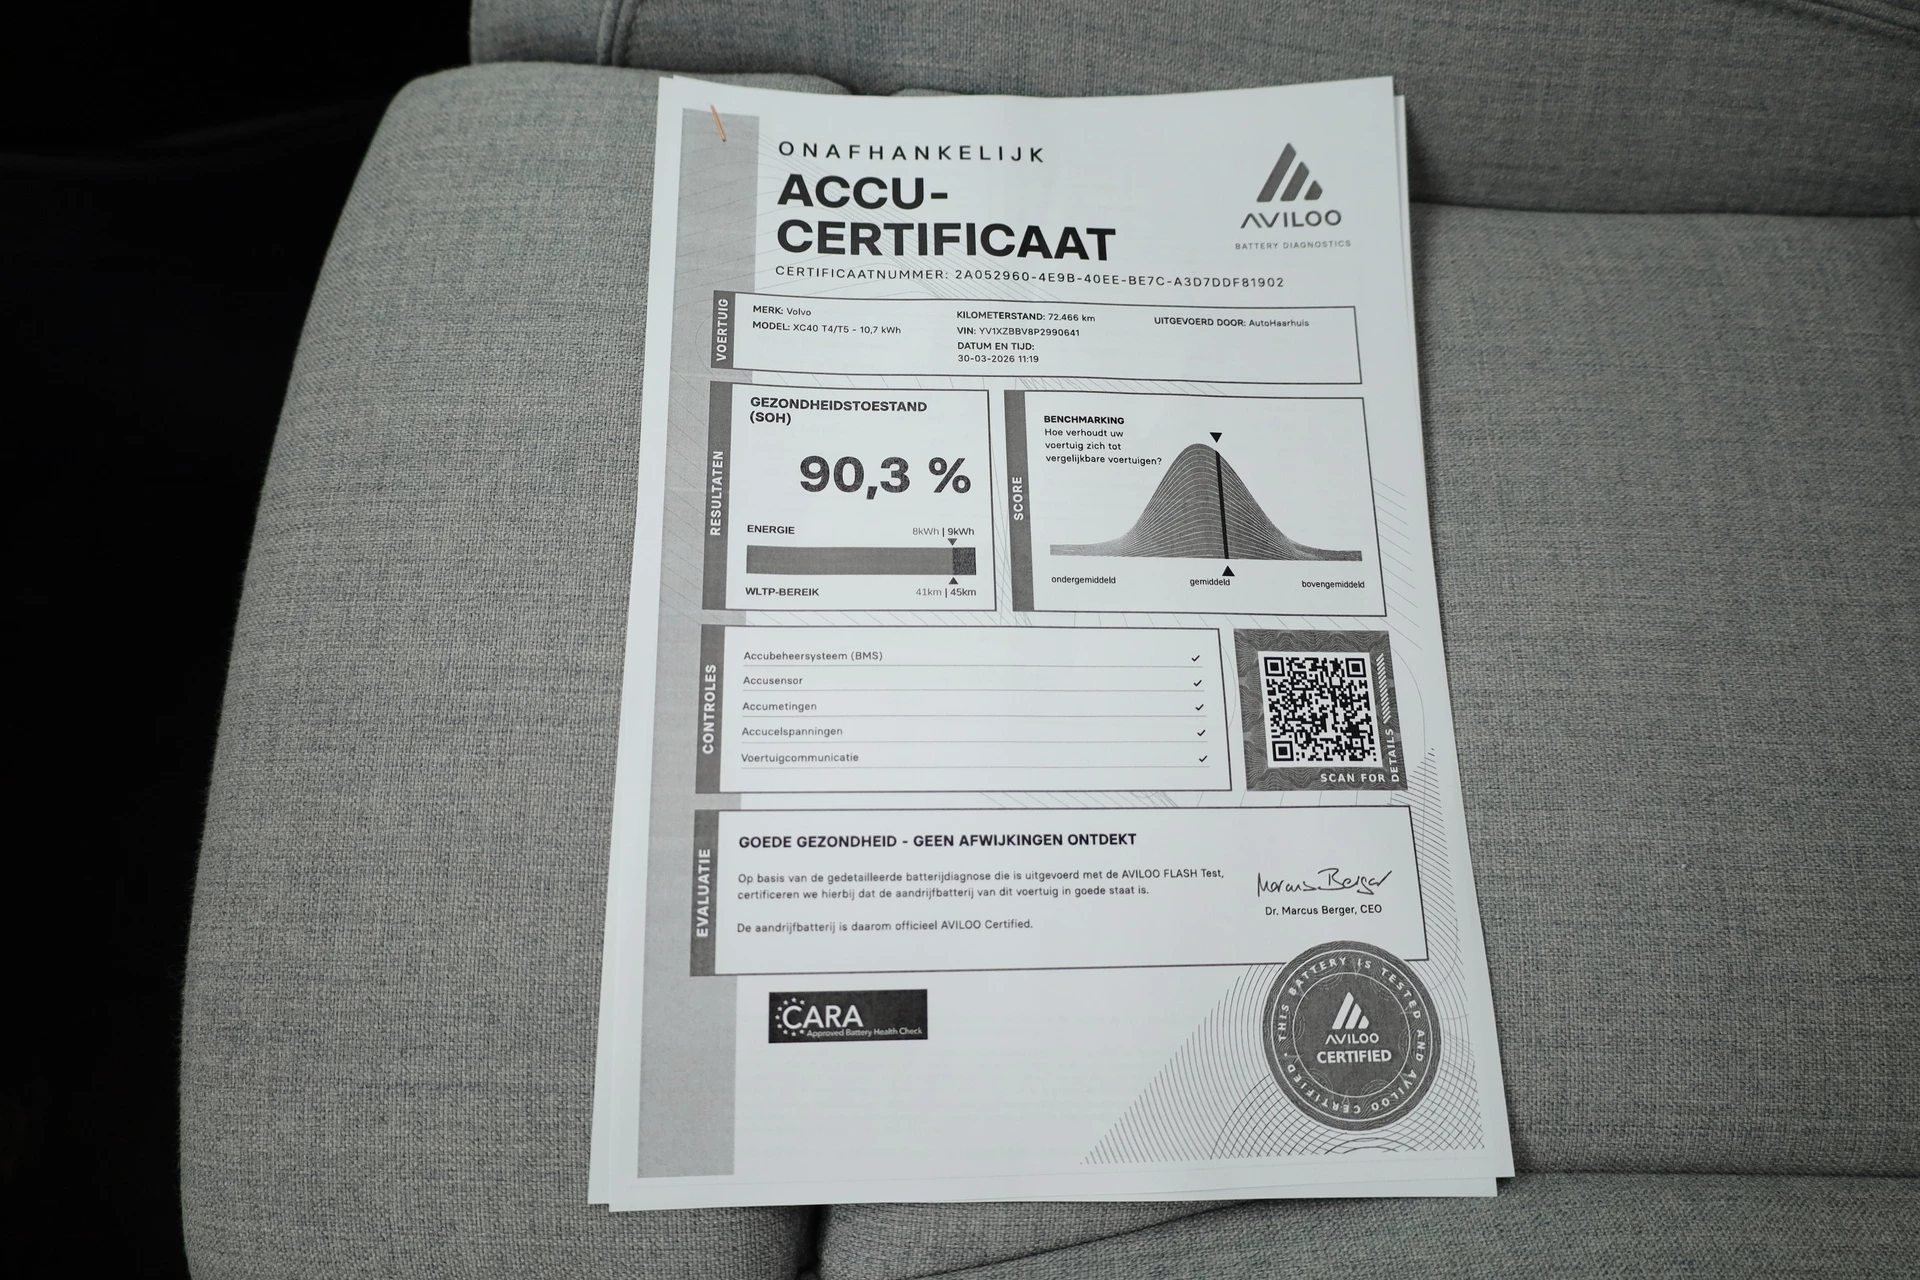 ONAFHANKELIJK
ACCU-
CERTIFICAAT
CERTIFICAATNUMMER: 2A052960-4E9B-40EE-BE7C-A3D7DDF81902
AVILOO
BATTERY DIAGNOSTICS
VOERTUIG
MERK: Volvo
MODEL: XC40 T4/T5 - 10,7 kWh
KILOMETERSTAND: 72.466 km
VIN: YV1XZBBV8P2990641
DATUM EN TIJD:
30-03-2026 11:19
UITGEVOERD DOOR: AutoHaarhuis
RESULTATEN
GEZONDHEIDSTOESTAND
(SOH)
90,3 %
ENERGIE
8kWh | 9kWh
WLTP-BEREIK
41km | 45km
SCORE
BENCHMARKING
Hoe verhoudt uw
voertuig zich tot
vergelijkbare voertuigen?
ondergemiddeld
gemiddeld
bovengemiddeld
CONTROLES
Accubeheersysteem (BMS)
Accusensor
Accumetingen
Accucelspanningen
Voertuigcommunicatie
SCAN FOR DETAILS
EVALUATIE
GOEDE GEZONDHEID - GEEN AFWIJKINGEN ONTDEKT
Op basis van de gedetailleerde batterijdiagnose die is uitgevoerd met de AVILOO FLASH Test,
certificeren we hierbij dat de aandrijfbatterij van dit voertuig in goede staat is.
De aandrijfbatterij is daarom officieel AVILOO Certified.
Marcus Berger
Dr. Marcus Berger, CEO
CARA
Approved Battery Health Check
THIS BATTERY IS TESTED AND AVILOO CERTIFIED
AVILOO
CERTIFIED